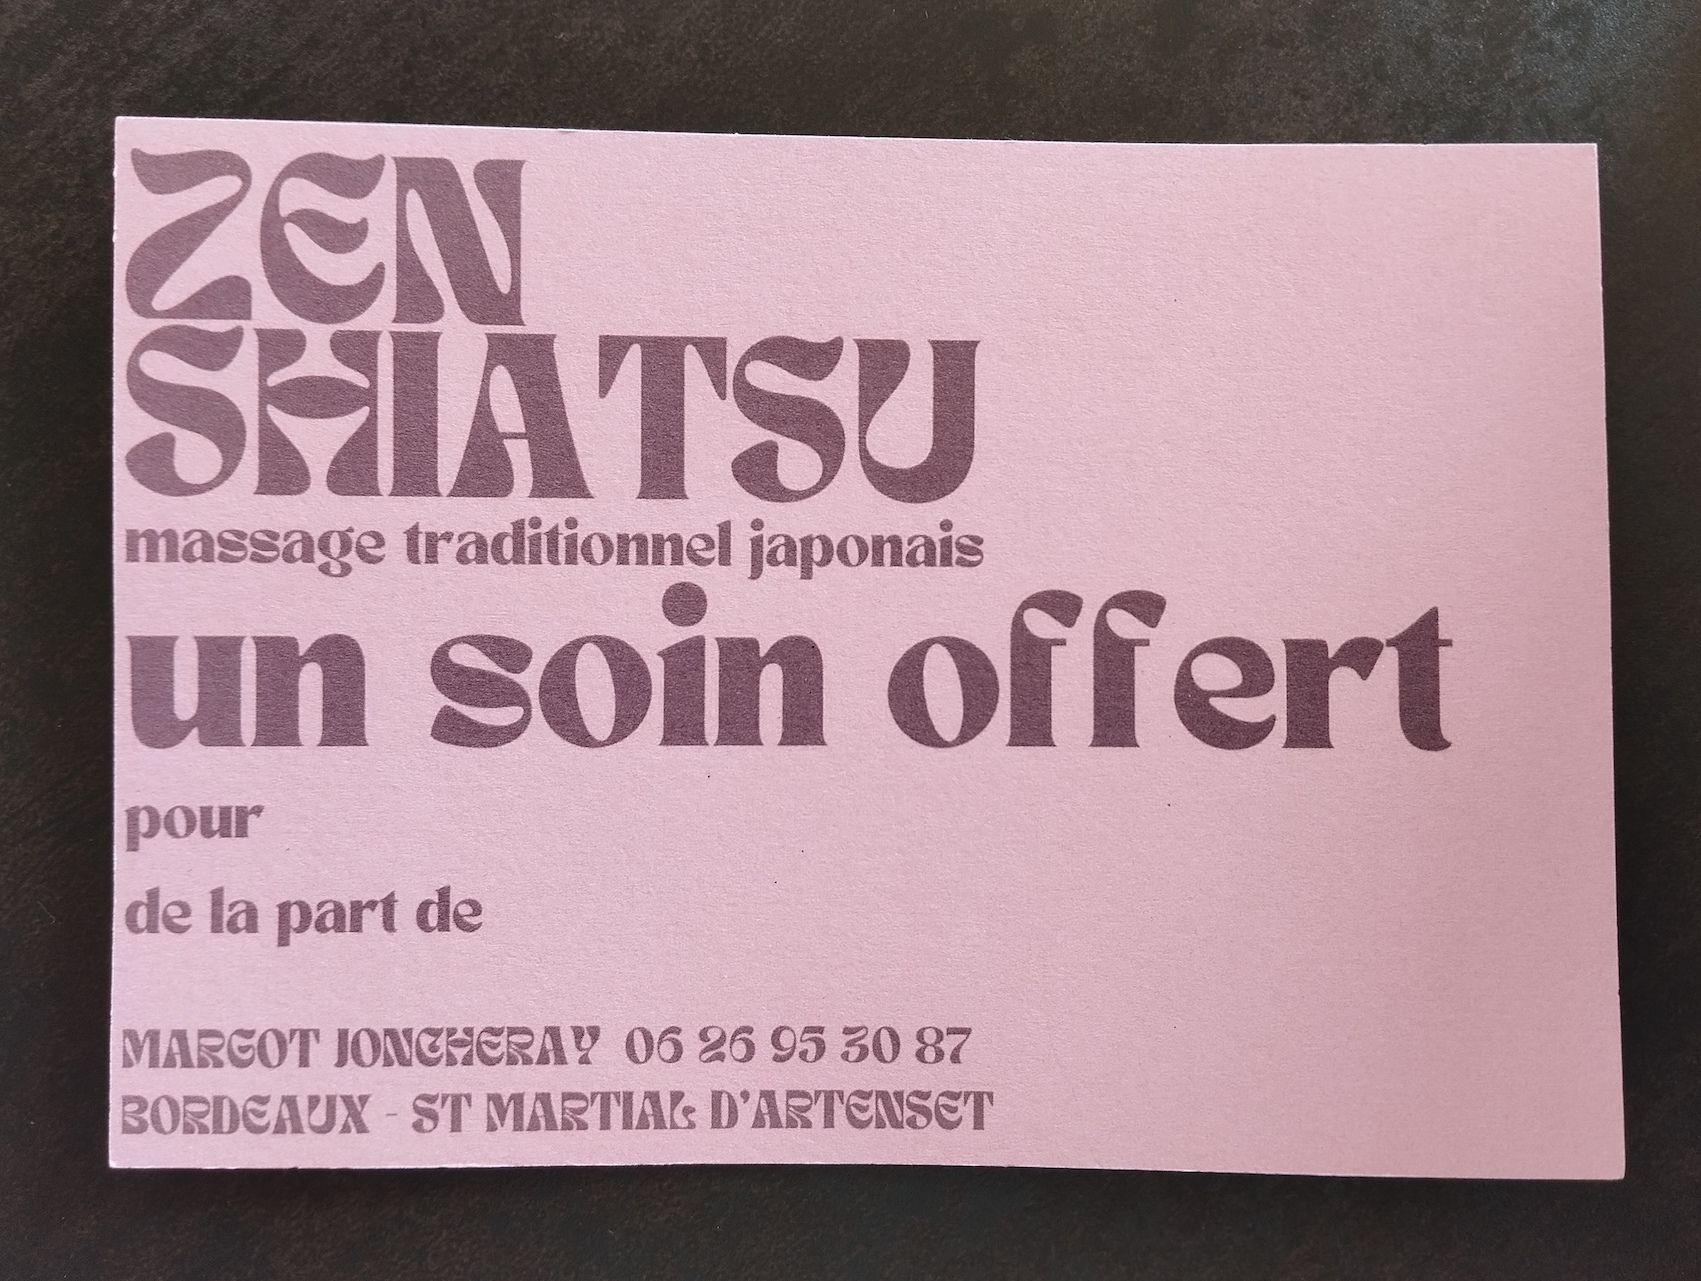 ZEN
SHIATSU
massage traditionnel japonais
un soin offert
pour
de la part de
MARGOT JONCHERAY 06 26 95 30 87
BORDEAUX - ST MARTIAL D'ARTENSET